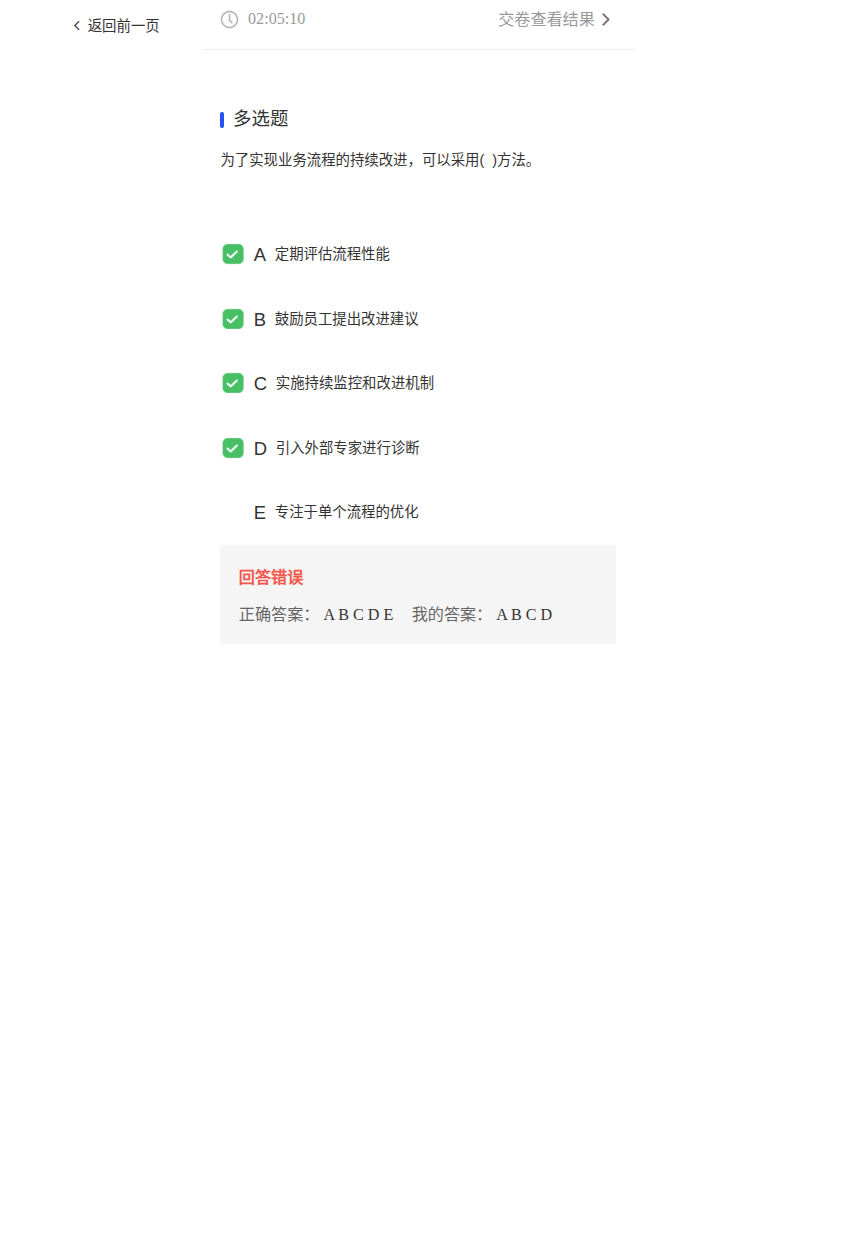 返回前一页
02:05:10 交卷查看结果
多选题
为了实现业务流程的持续改进，可以采用( )方法。
A 定期评估流程性能
B 鼓励员工提出改进建议
C 实施持续监控和改进机制
D 引入外部专家进行诊断
E 专注于单个流程的优化
回答错误
正确答案： A B C D E 我的答案： A B C D